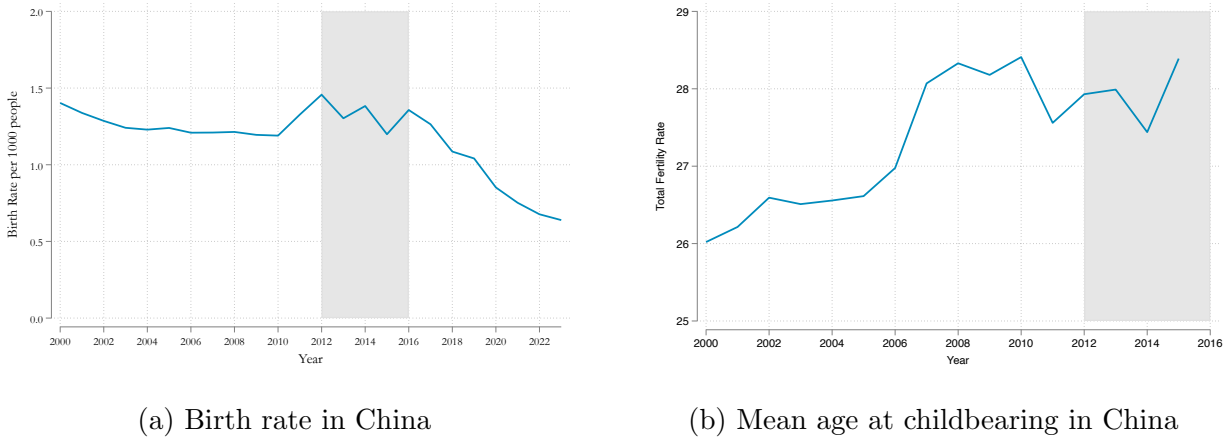 2.0
1.5
1.0
0.5
0.0
Birth Rate per 1000 people
2000 2002 2004 2006 2008 2010 2012 2014 2016 2018 2020 2022
Year
(a) Birth rate in China
29
28
27
26
25
Total Fertility Rate
2000 2002 2004 2006 2008 2010 2012 2014 2016
Year
(b) Mean age at childbearing in China